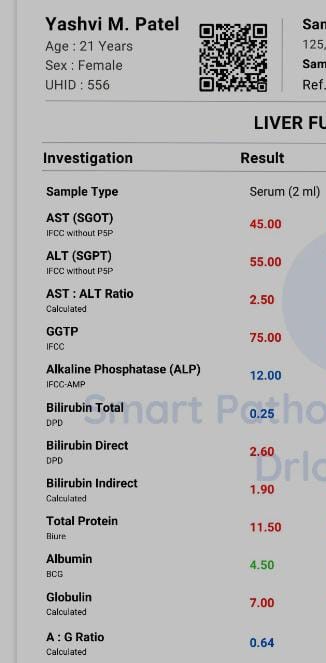 Yashvi M. Patel
Age : 21 Years
Sex : Female
UHID : 556
San
125,
Sam
Ref.
LIVER FU
Investigation Result
Sample Type Serum (2 ml)
AST (SGOT) 45.00
IFCC without P5P
ALT (SGPT) 55.00
IFCC without P5P
AST : ALT Ratio 2.50
Calculated
GGTP 75.00
IFCC
Alkaline Phosphatase (ALP) 12.00
IFCC-AMP
Smart Patho
Bilirubin Total 0.25
DPD
Bilirubin Direct 2.60
DPD
Drlo
Bilirubin Indirect 1.90
Calculated
Total Protein 11.50
Biure
Albumin 4.50
BCG
Globulin 7.00
Calculated
A : G Ratio 0.64
Calculated